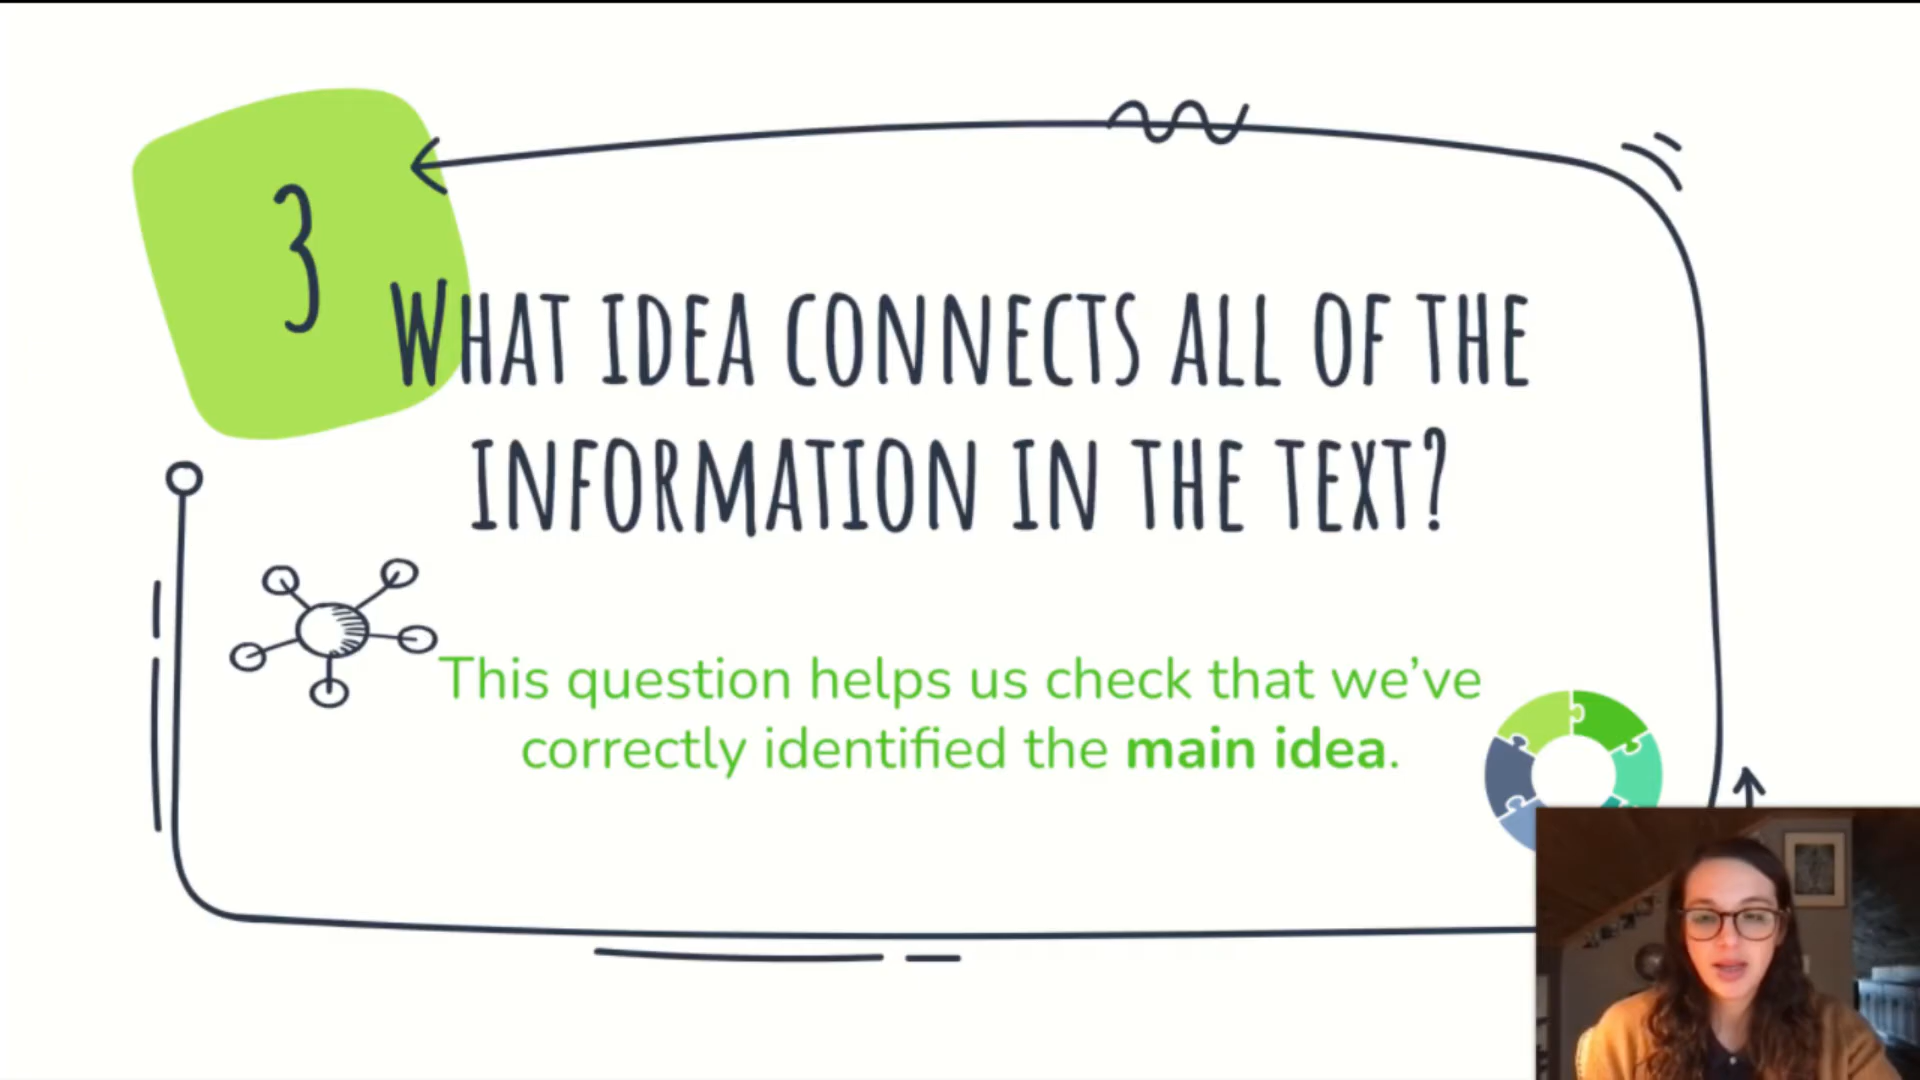 3
What idea connects all of the
information in the text?
This question helps us check that we’ve
correctly identified the main idea.